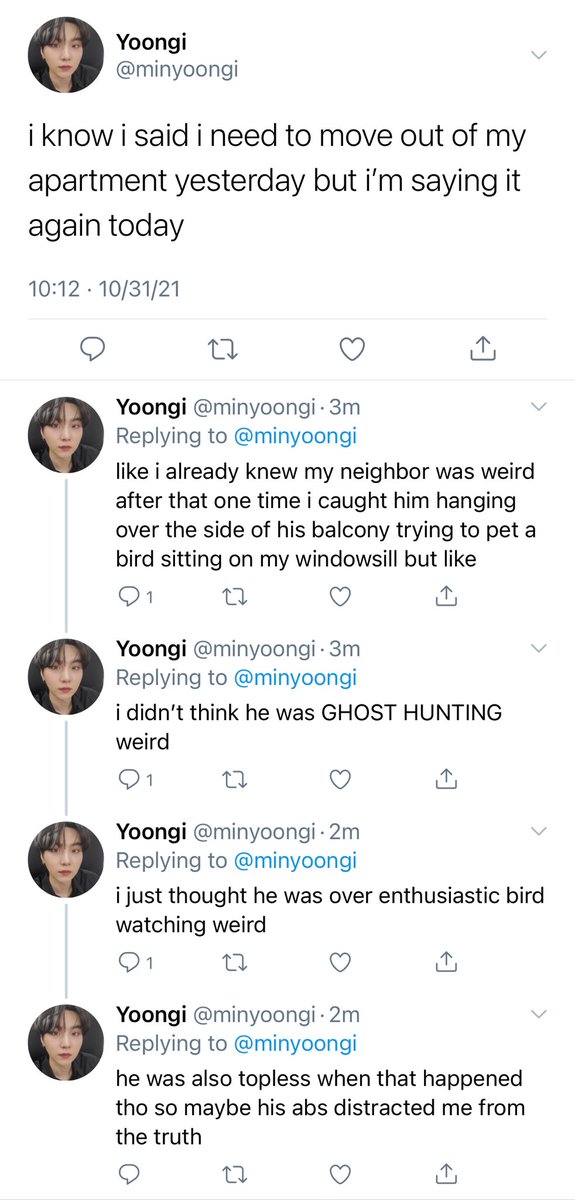 Yoongi
@minyoongi
i know i said i need to move out of my
apartment yesterday but i’m saying it
again today
10:12 · 10/31/21
Yoongi @minyoongi · 3m
Replying to @minyoongi
like i already knew my neighbor was weird
after that one time i caught him hanging
over the side of his balcony trying to pet a
bird sitting on my windowsill but like
1
Yoongi @minyoongi · 3m
Replying to @minyoongi
i didn’t think he was GHOST HUNTING
weird
1
Yoongi @minyoongi · 2m
Replying to @minyoongi
i just thought he was over enthusiastic bird
watching weird
1
Yoongi @minyoongi · 2m
Replying to @minyoongi
he was also topless when that happened
tho so maybe his abs distracted me from
the truth